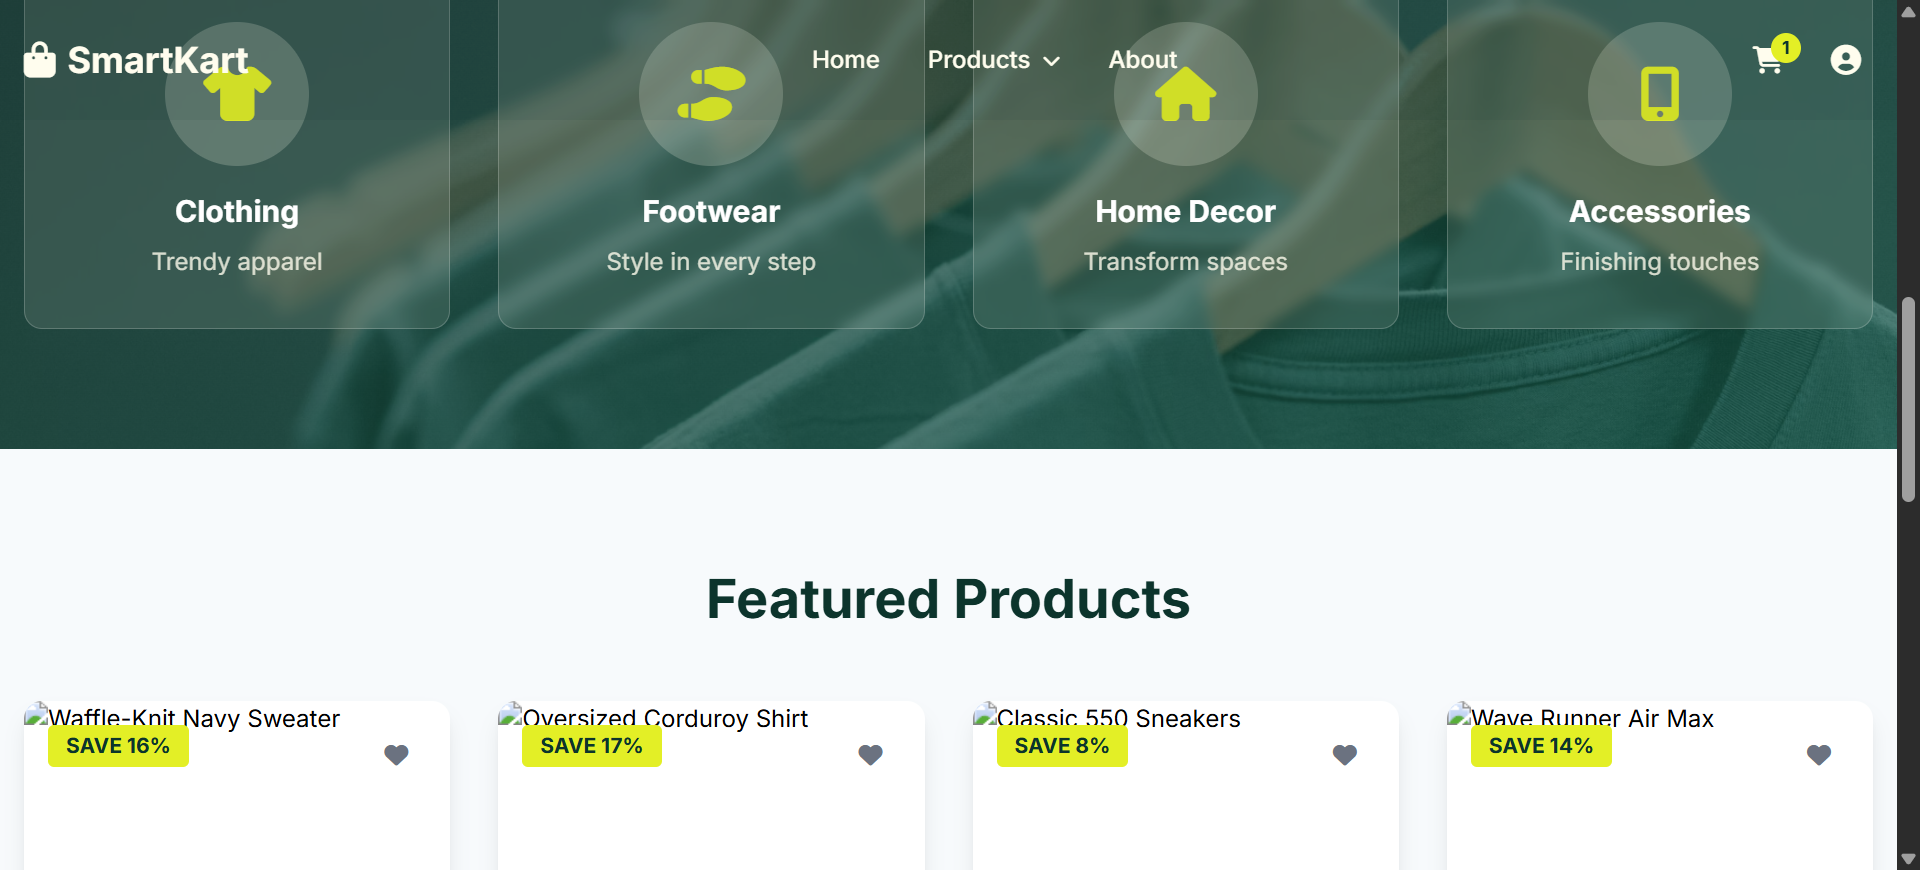 SmartKart
Home
Products
About
1
Clothing
Trendy apparel
Footwear
Style in every step
Home Decor
Transform spaces
Accessories
Finishing touches
Featured Products
Waffle-Knit Navy Sweater
SAVE 16%
Oversized Corduroy Shirt
SAVE 17%
Classic 550 Sneakers
SAVE 8%
Wave Runner Air Max
SAVE 14%